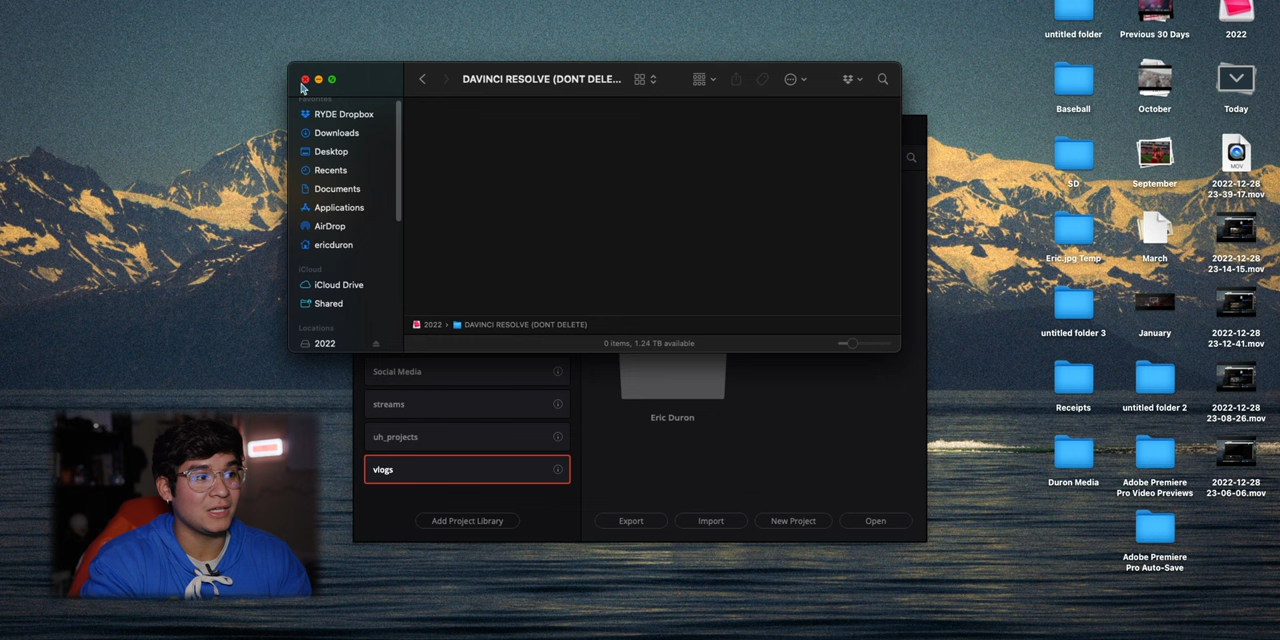 DAVINCI RESOLVE (DONT DELE...
Favorites
RYDE Dropbox
Downloads
Desktop
Recents
Documents
Applications
AirDrop
ericduron
iCloud
iCloud Drive
Shared
Locations
2022
2022 › DAVINCI RESOLVE (DONT DELETE)
0 items, 1.24 TB available
Social Media
streams
uh_projects
vlogs
Add Project Library
Eric Duron
Export
Import
New Project
Open
untitled folder
Previous 30 Days
2022
Baseball
October
Today
SD
September
MOV
2022-12-28
23-39-17.mov
Eric.jpg Temp
March
2022-12-28
23-14-15.mov
untitled folder 3
January
2022-12-28
23-12-41.mov
Receipts
untitled folder 2
2022-12-28
23-08-26.mov
Duron Media
Adobe Premiere
Pro Video Previews
2022-12-28
23-06-06.mov
Adobe Premiere
Pro Auto-Save